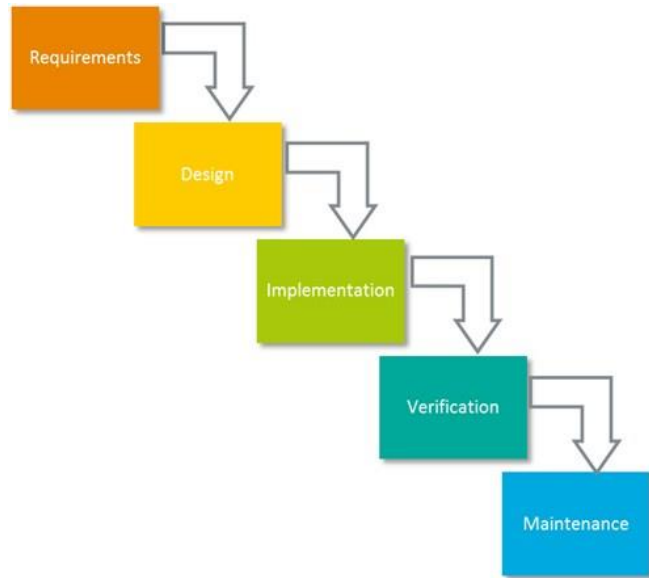 Requirements
Design
Implementation
Verification
Maintenance